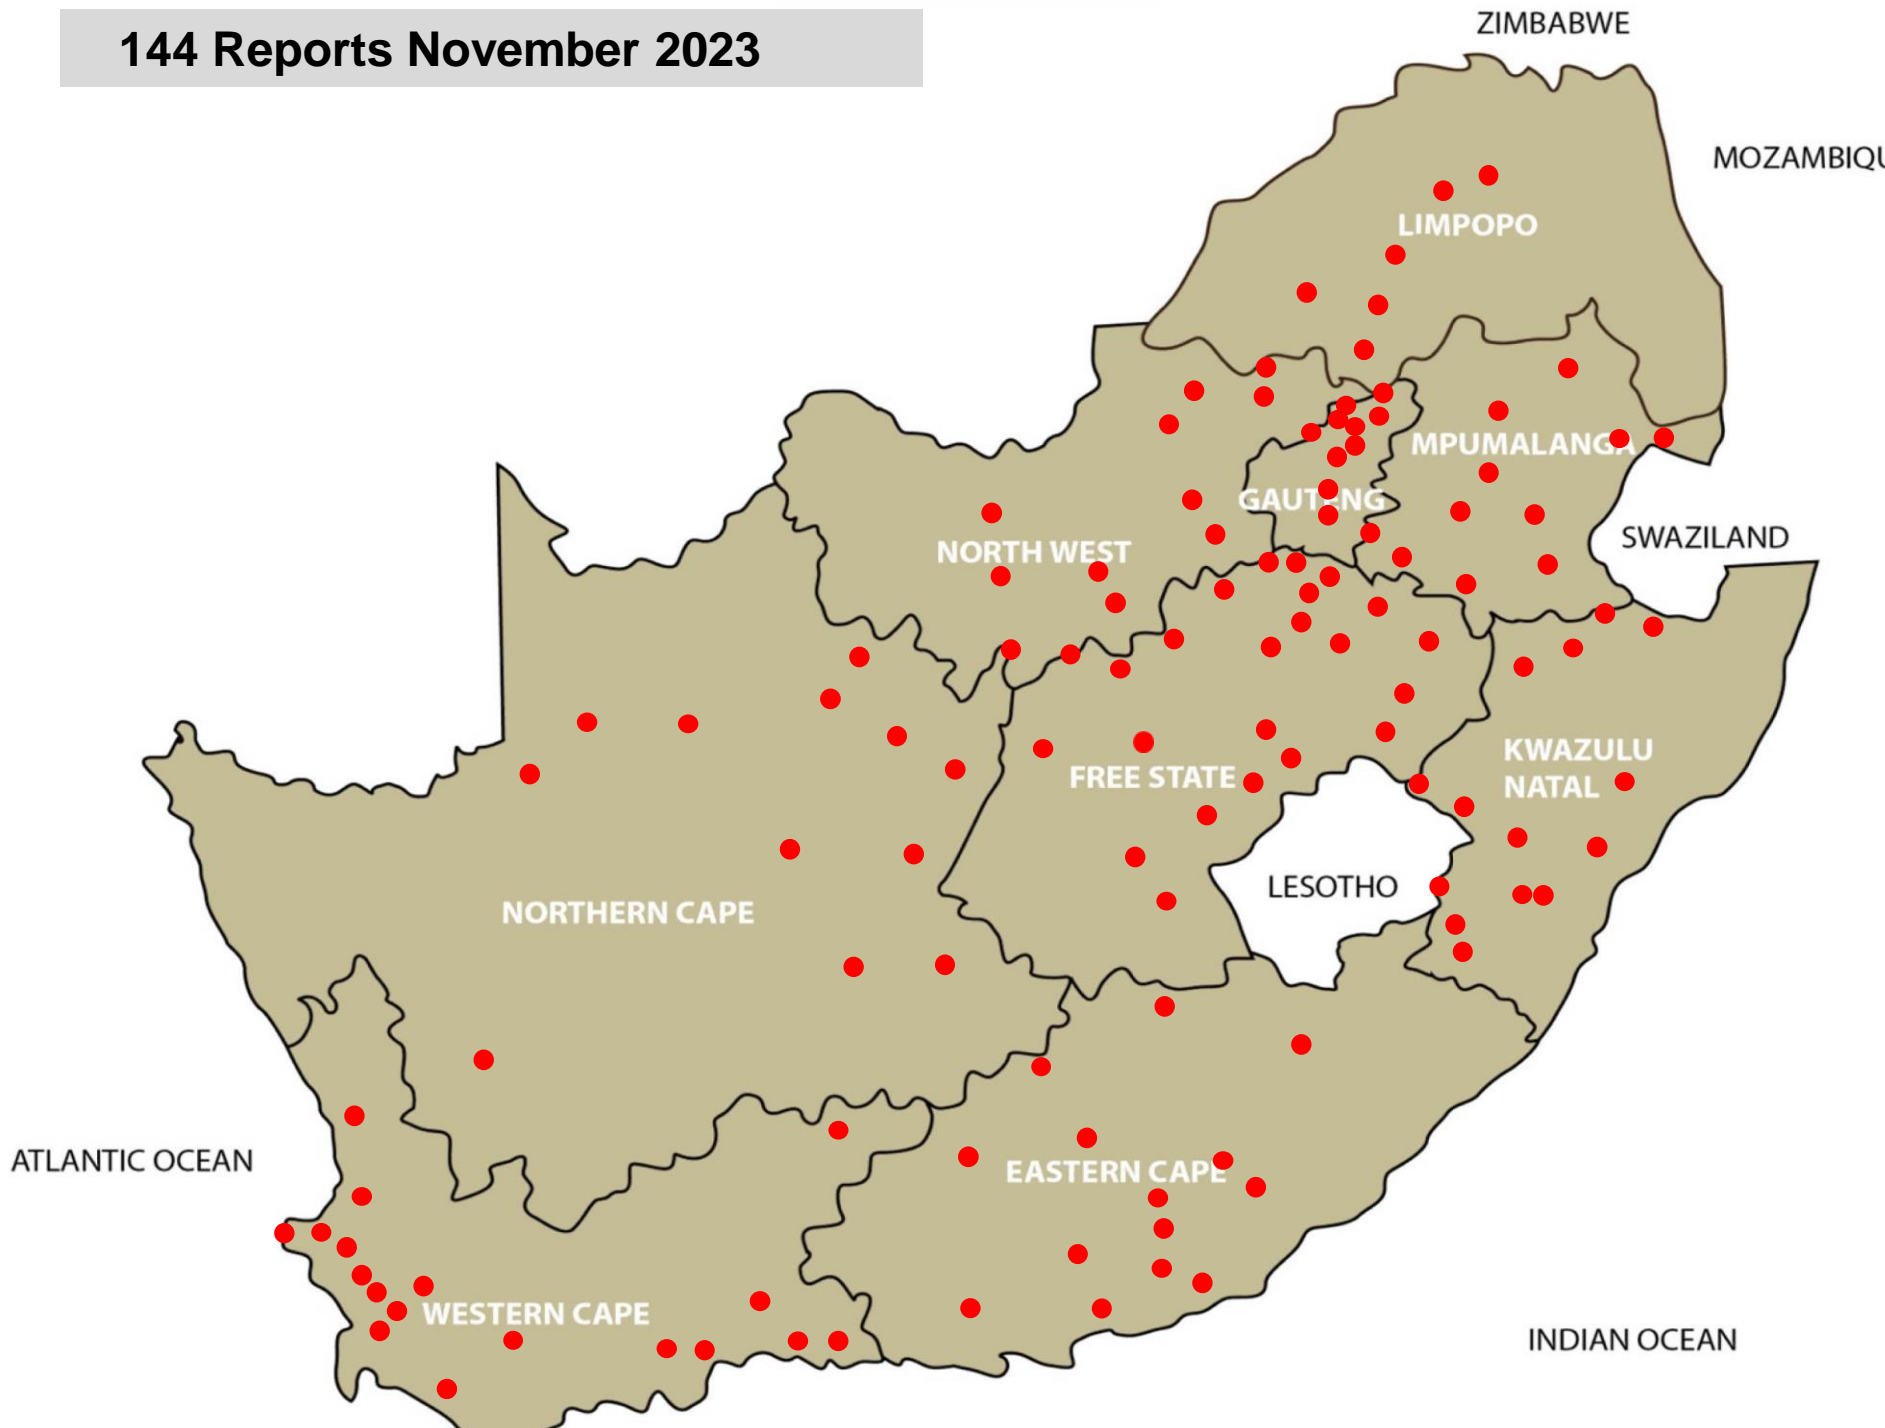 144 Reports November 2023
ZIMBABWE
MOZAMBIQU
LIMPOPO
MPUMALANGA
GAUTENG
SWAZILAND
NORTH WEST
KWAZULU
NATAL
FREE STATE
LESOTHO
NORTHERN CAPE
ATLANTIC OCEAN
EASTERN CAPE
WESTERN CAPE
INDIAN OCEAN